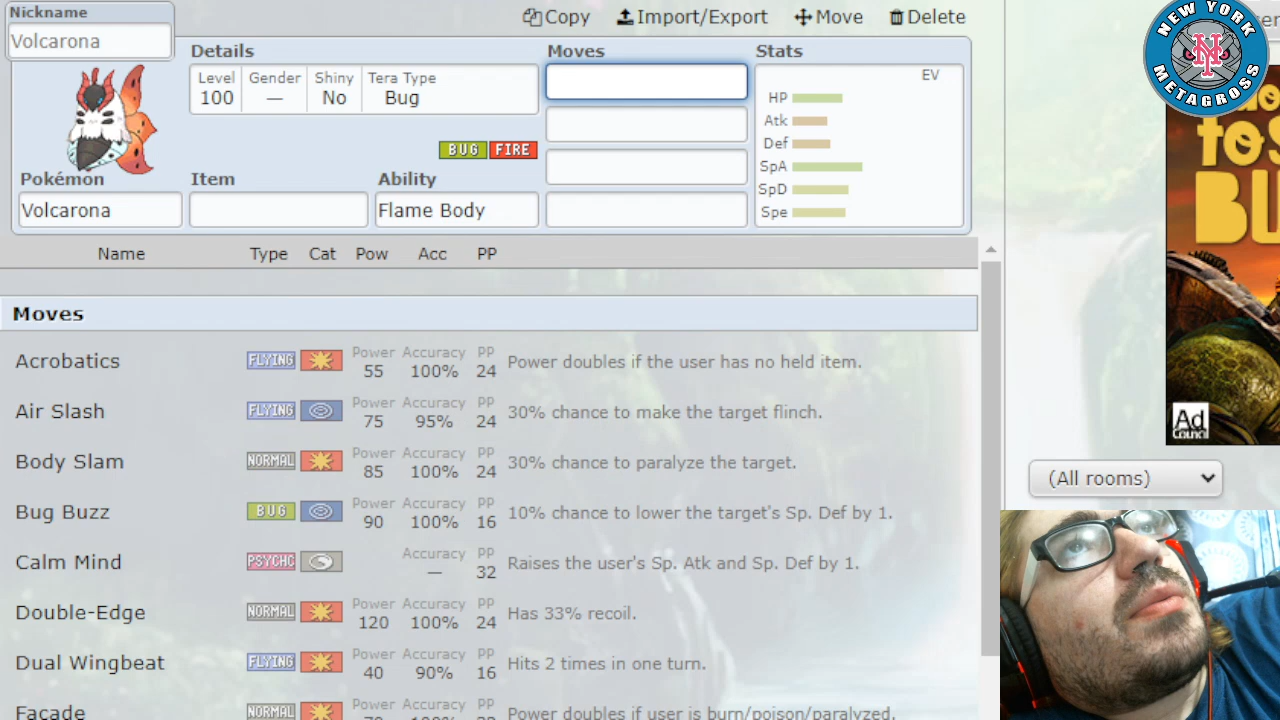 Nickname
Volcarona
Copy Import/Export Move Delete
Details
Moves
Stats
Level Gender Shiny Tera Type
100 — No Bug
EV
HP
Atk
Def
SpA
SpD
Spe
BUG FIRE
Pokémon Item Ability
Volcarona Flame Body
Name Type Cat Pow Acc PP
Moves
Acrobatics FLYING Power 55 Accuracy 100% PP 24 Power doubles if the user has no held item.
Air Slash FLYING Power 75 Accuracy 95% PP 24 30% chance to make the target flinch.
Body Slam NORMAL Power 85 Accuracy 100% PP 24 30% chance to paralyze the target.
Bug Buzz BUG Power 90 Accuracy 100% PP 16 10% chance to lower the target's Sp. Def by 1.
Calm Mind PSYCHC Accuracy — PP 32 Raises the user's Sp. Atk and Sp. Def by 1.
Double-Edge NORMAL Power 120 Accuracy 100% PP 24 Has 33% recoil.
Dual Wingbeat FLYING Power 40 Accuracy 90% PP 16 Hits 2 times in one turn.
Facade NORMAL Power Accuracy PP Power doubles if user is burn/poison/paralyzed.
NEW YORK
METAGROSS
NY
Ad
Council
(All rooms)